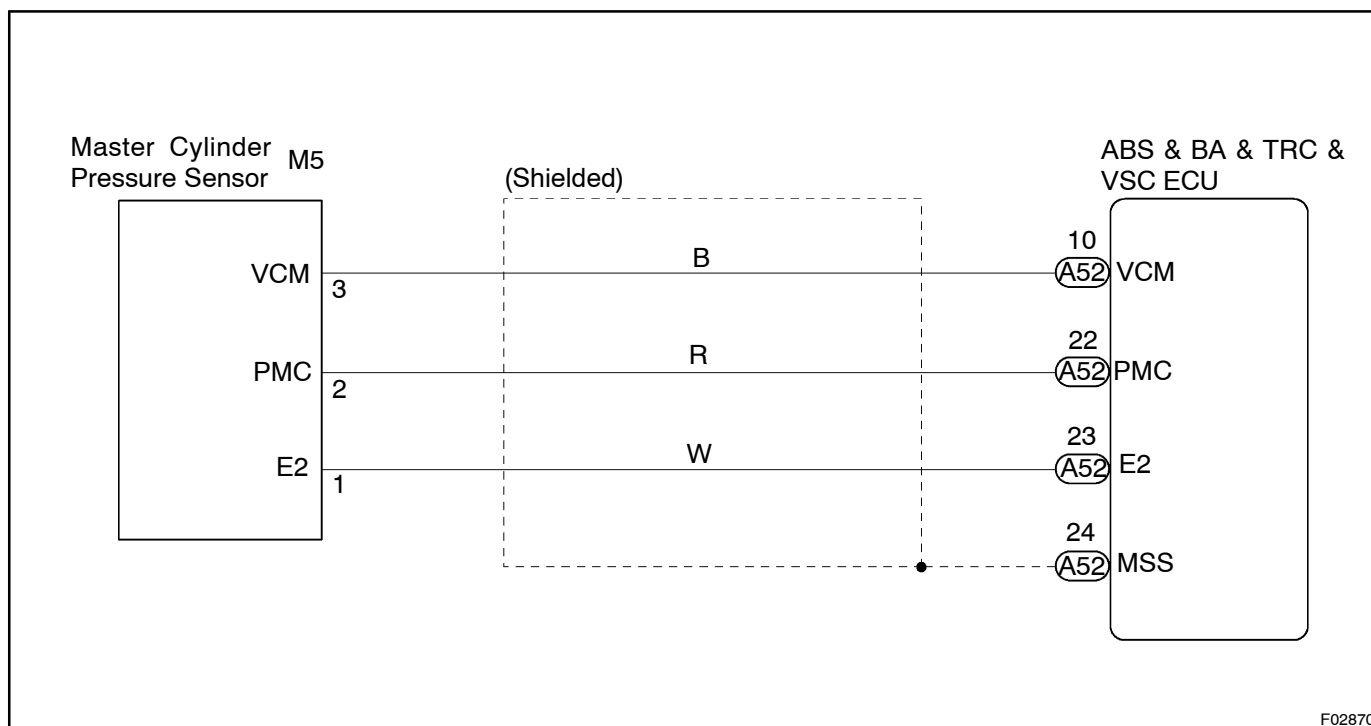 Master Cylinder
Pressure Sensor
M5
(Shielded)
ABS & BA & TRC &
VSC ECU
VCM
3
B
10
A52
VCM
PMC
2
R
22
A52
PMC
E2
1
W
23
A52
E2
24
A52
MSS
F02870